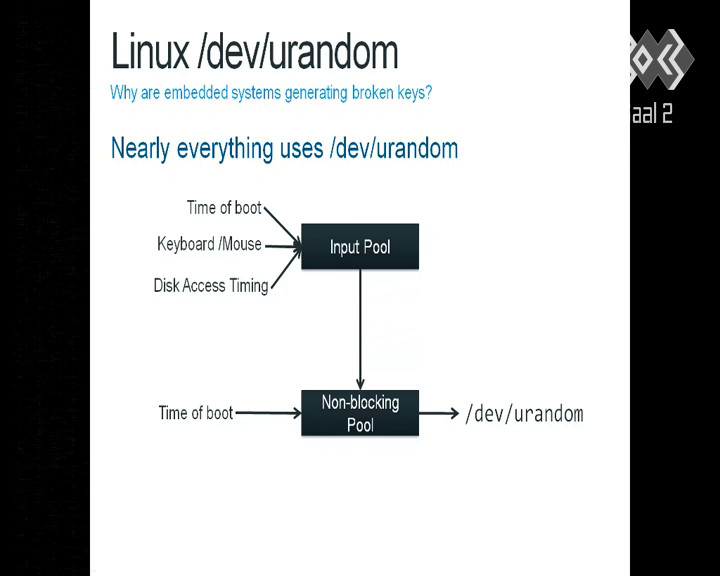 Linux /dev/urandom
Why are embedded systems generating broken keys?
Nearly everything uses /dev/urandom
Time of boot
Keyboard /Mouse
Disk Access Timing
Input Pool
Time of boot
Non-blocking
Pool
/dev/urandom
aal 2